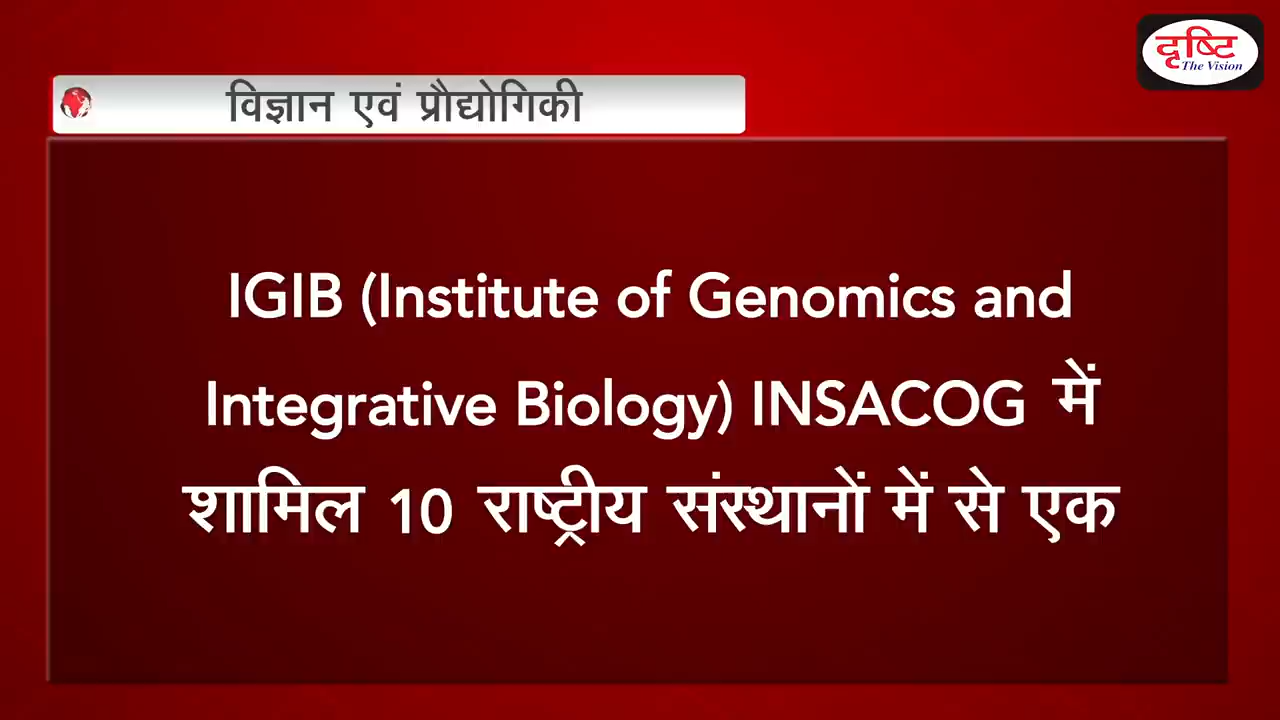 दृष्टि
The Vision
विज्ञान एवं प्रौद्योगिकी
IGIB (Institute of Genomics and
Integrative Biology) INSACOG में
शामिल 10 राष्ट्रीय संस्थानों में से एक